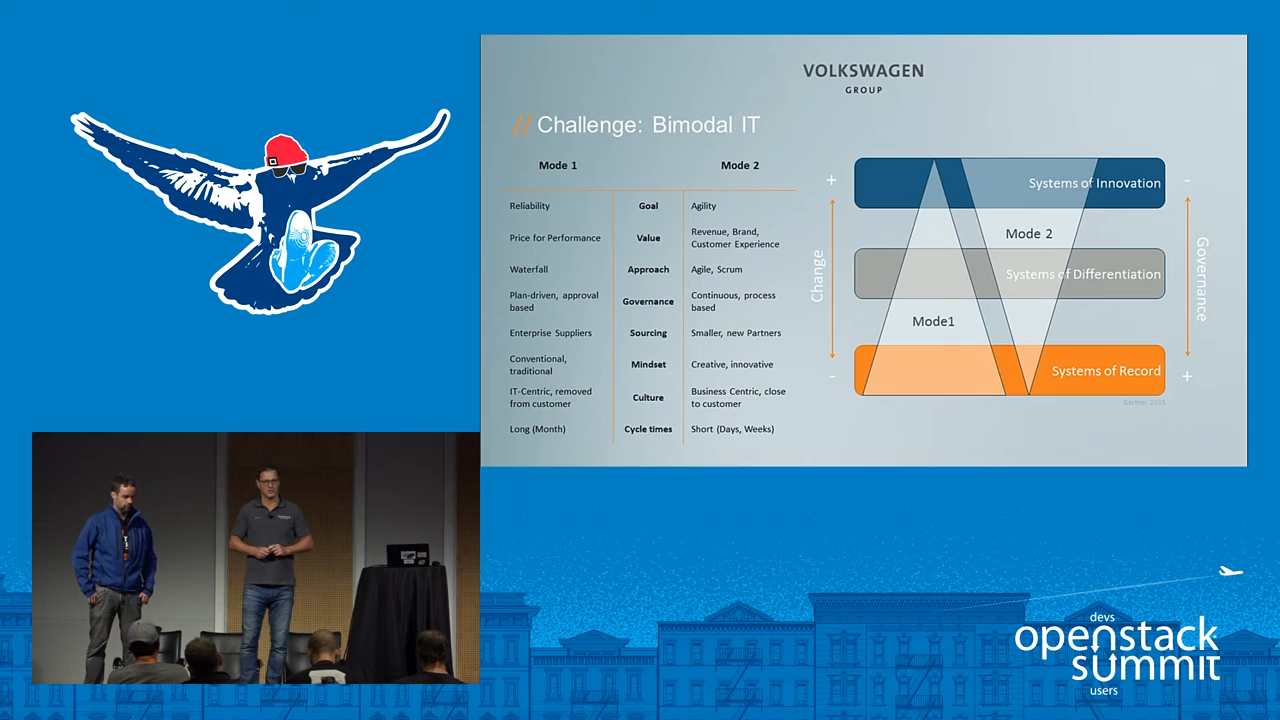 VOLKSWAGEN
GROUP
// Challenge: Bimodal IT
Mode 1 Mode 2
Reliability Goal Agility
Price for Performance Value Revenue, Brand,
Customer Experience
Waterfall Approach Agile, Scrum
Plan-driven, approval
based Governance Continuous, process
based
Enterprise Suppliers Sourcing Smaller, new Partners
Conventional,
traditional Mindset Creative, innovative
IT-Centric, removed
from customer Culture Business Centric, close
to customer
Long (Month) Cycle times Short (Days, Weeks)
+ Systems of Innovation -
Mode 2
Change Systems of Differentiation Governance
Mode1
Systems of Record
- +
Gartner, 2015
devs
openstack
summit
users